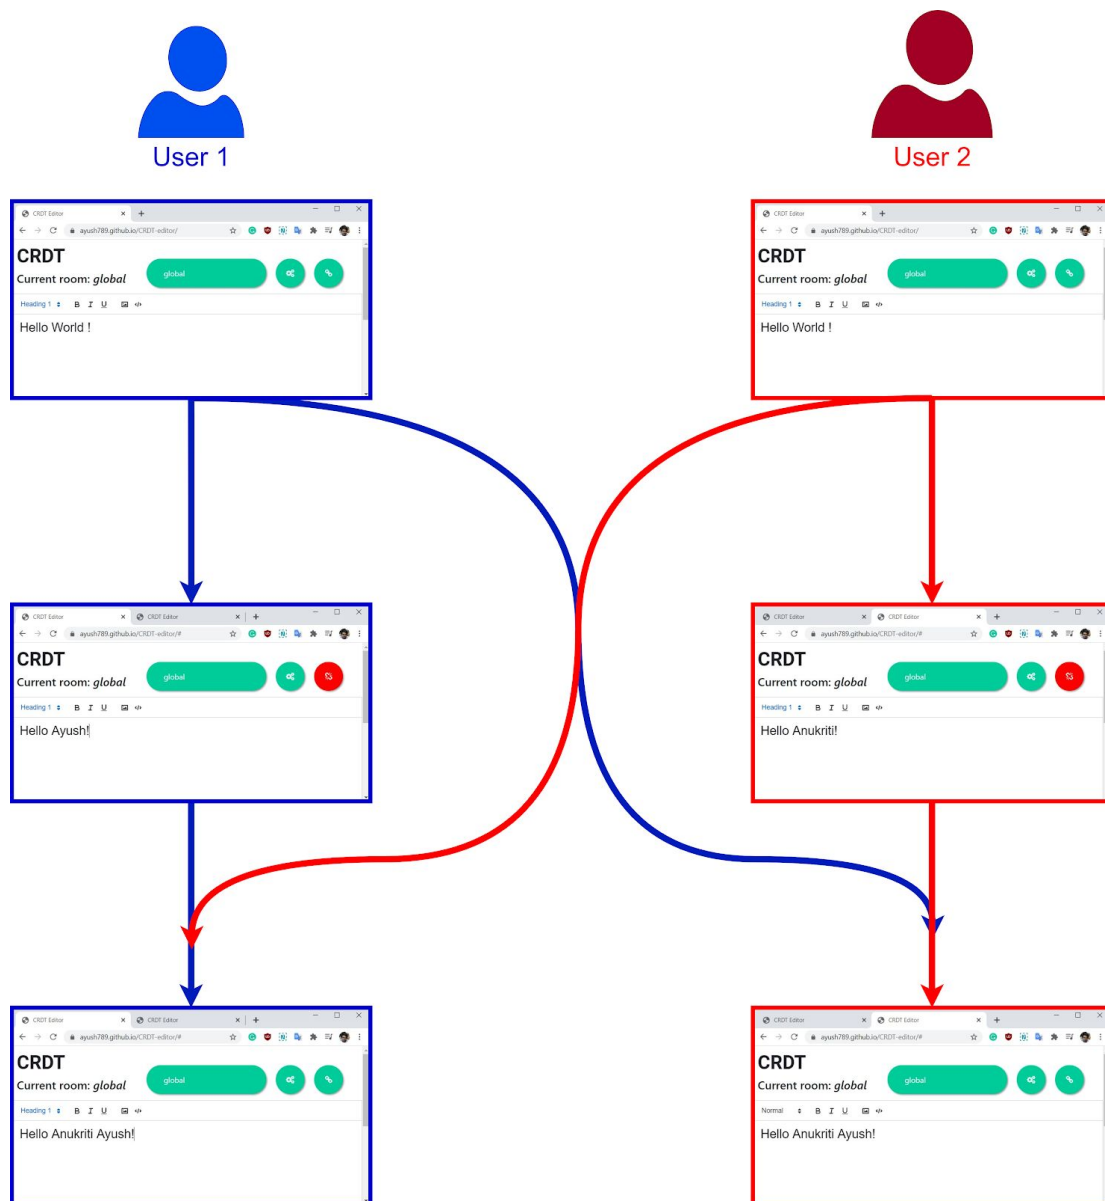 User 1
User 2
CRDT Editor
ayush789.github.io/CRDT-editor/
CRDT
Current room: global
global
Heading 1 B I U
Hello World !
CRDT Editor
ayush789.github.io/CRDT-editor/
CRDT
Current room: global
global
Heading 1 B I U
Hello World !
CRDT Editor CRDT Editor
ayush789.github.io/CRDT-editor/#
CRDT
Current room: global
global
Heading 1 B I U
Hello Ayush!
CRDT Editor CRDT Editor
ayush789.github.io/CRDT-editor/#
CRDT
Current room: global
global
Heading 1 B I U
Hello Anukriti!
CRDT Editor CRDT Editor
ayush789.github.io/CRDT-editor/#
CRDT
Current room: global
global
Heading 1 B I U
Hello Anukriti Ayush!
CRDT Editor CRDT Editor
ayush789.github.io/CRDT-editor/#
CRDT
Current room: global
global
Normal B I U
Hello Anukriti Ayush!